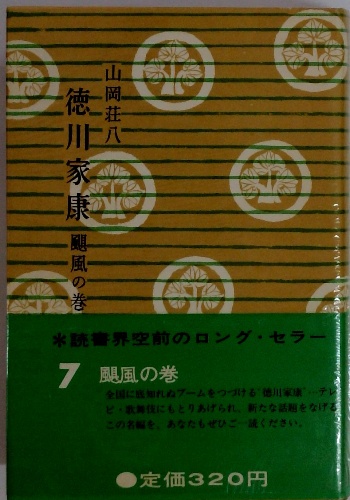 山岡荘八
徳川家康
颶風の巻
*読書界空前のロング・セラー
7 颶風の巻
全国に底知れぬブームをつづける“徳川家康”…テレ
ビ・歌舞伎にもとりあげられ、新たな話題をなげる
この名編を、あなたもぜひご一読ください。
●定価320円